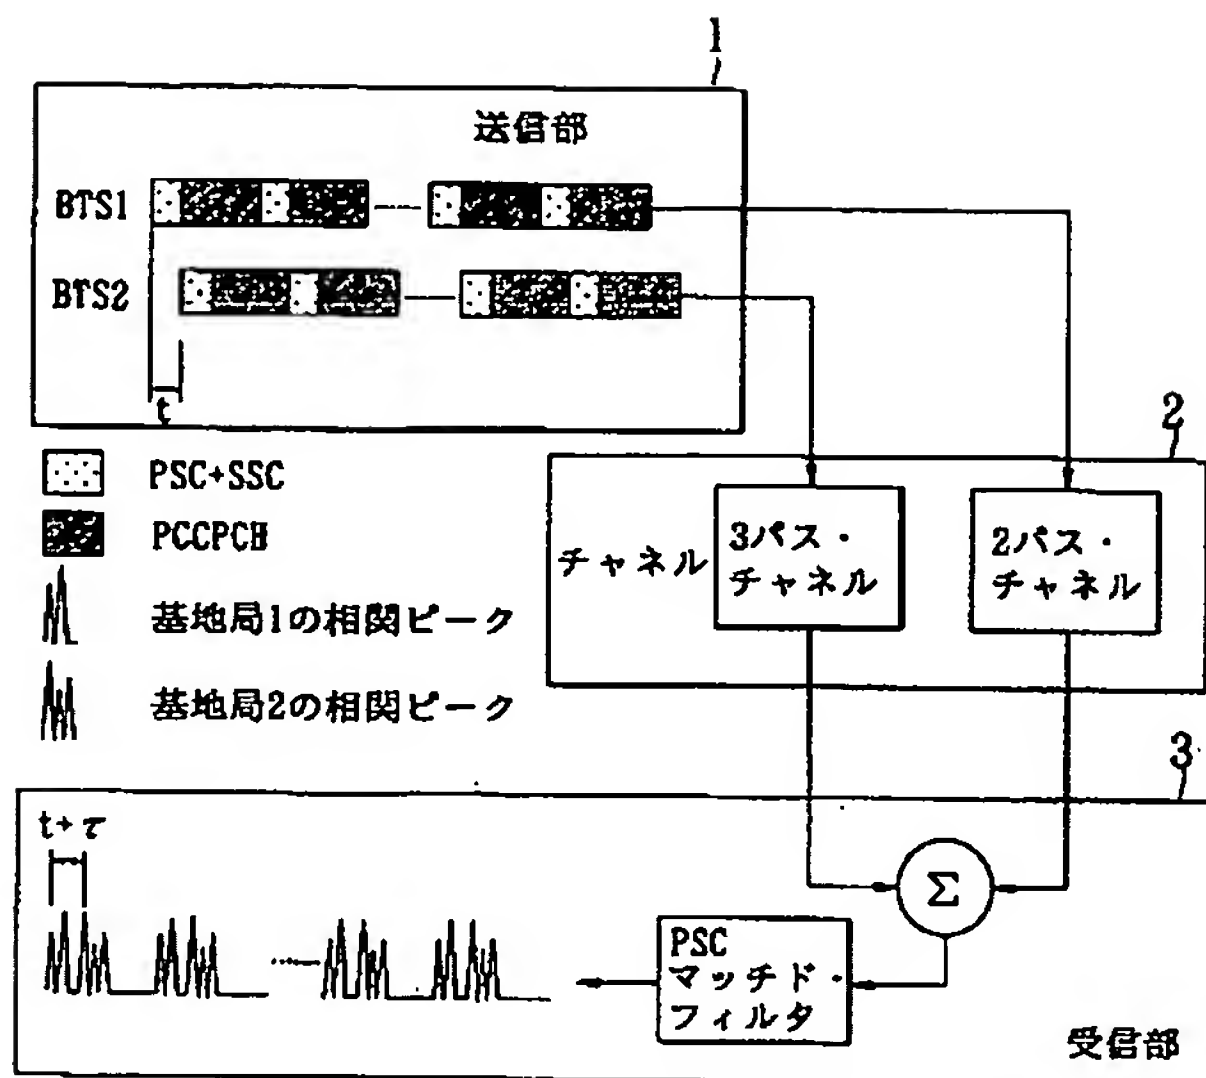 1
送信部
BTS1
BTS2
t
2
PSC+SSC
PCCPCH
基地局1の相関ピーク
基地局2の相関ピーク
チャネル
3パス・
チャネル
2パス・
チャネル
3
t+τ
Σ
PSC
マッチド・
フィルタ
受信部